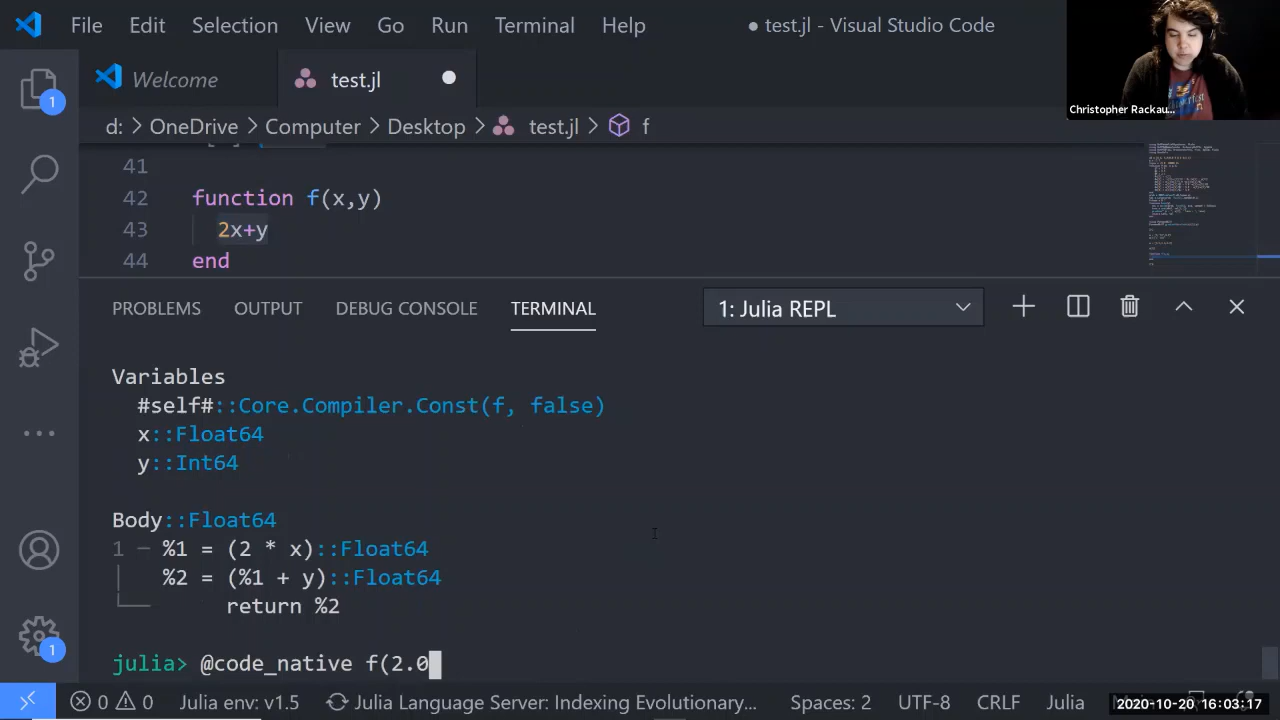 File Edit Selection View Go Run Terminal Help ● test.jl - Visual Studio Code
Welcome test.jl
Christopher Rackau...
d: > OneDrive > Computer > Desktop > test.jl > f
1
41
42 function f(x,y)
43 2x+y
44 end
PROBLEMS OUTPUT DEBUG CONSOLE TERMINAL 1: Julia REPL
Variables
#self#::Core.Compiler.Const(f, false)
x::Float64
y::Int64
Body::Float64
1 ─ %1 = (2 * x)::Float64
│ %2 = (%1 + y)::Float64
└── return %2
julia> @code_native f(2.0
1
0 0 Julia env: v1.5 Julia Language Server: Indexing Evolutionary... Spaces: 2 UTF-8 CRLF Julia
2020-10-20 16:03:17